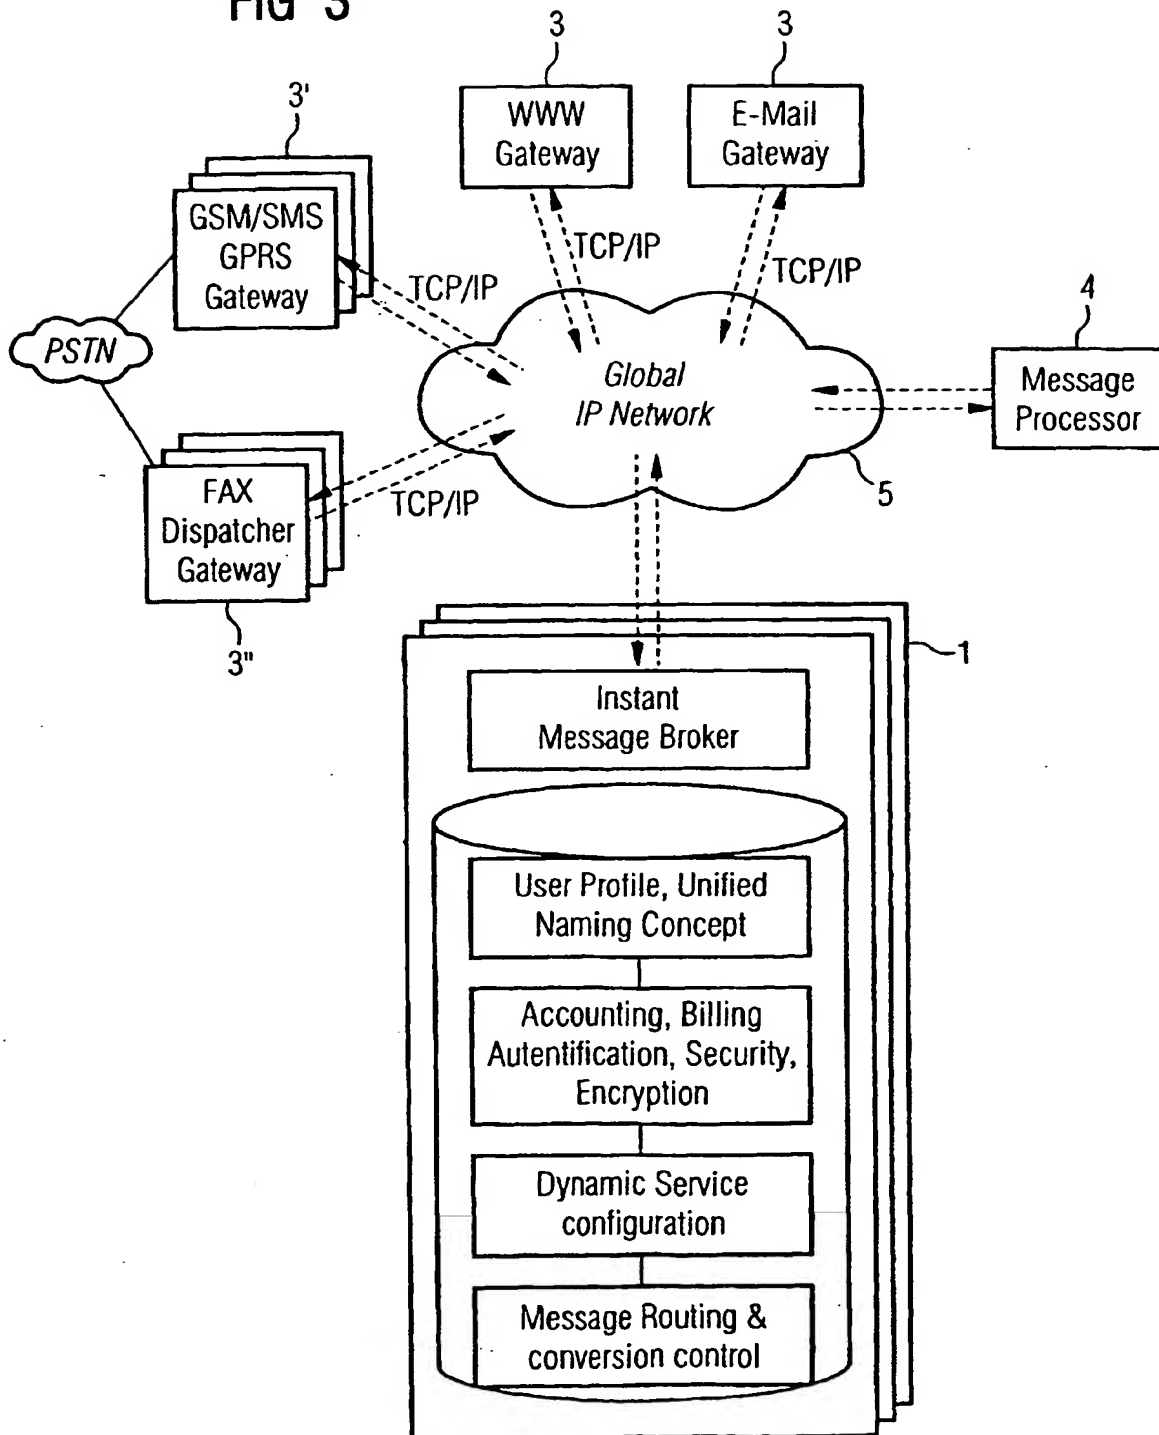 FIG 3
3
3
3'
WWW
Gateway
E-Mail
Gateway
GSM/SMS
GPRS
Gateway
TCP/IP
TCP/IP
TCP/IP
4
PSTN
Global
IP Network
Message
Processor
FAX
Dispatcher
Gateway
TCP/IP
5
3"
1
Instant
Message Broker
User Profile, Unified
Naming Concept
Accounting, Billing
Autentification, Security,
Encryption
Dynamic Service
configuration
Message Routing &
conversion control